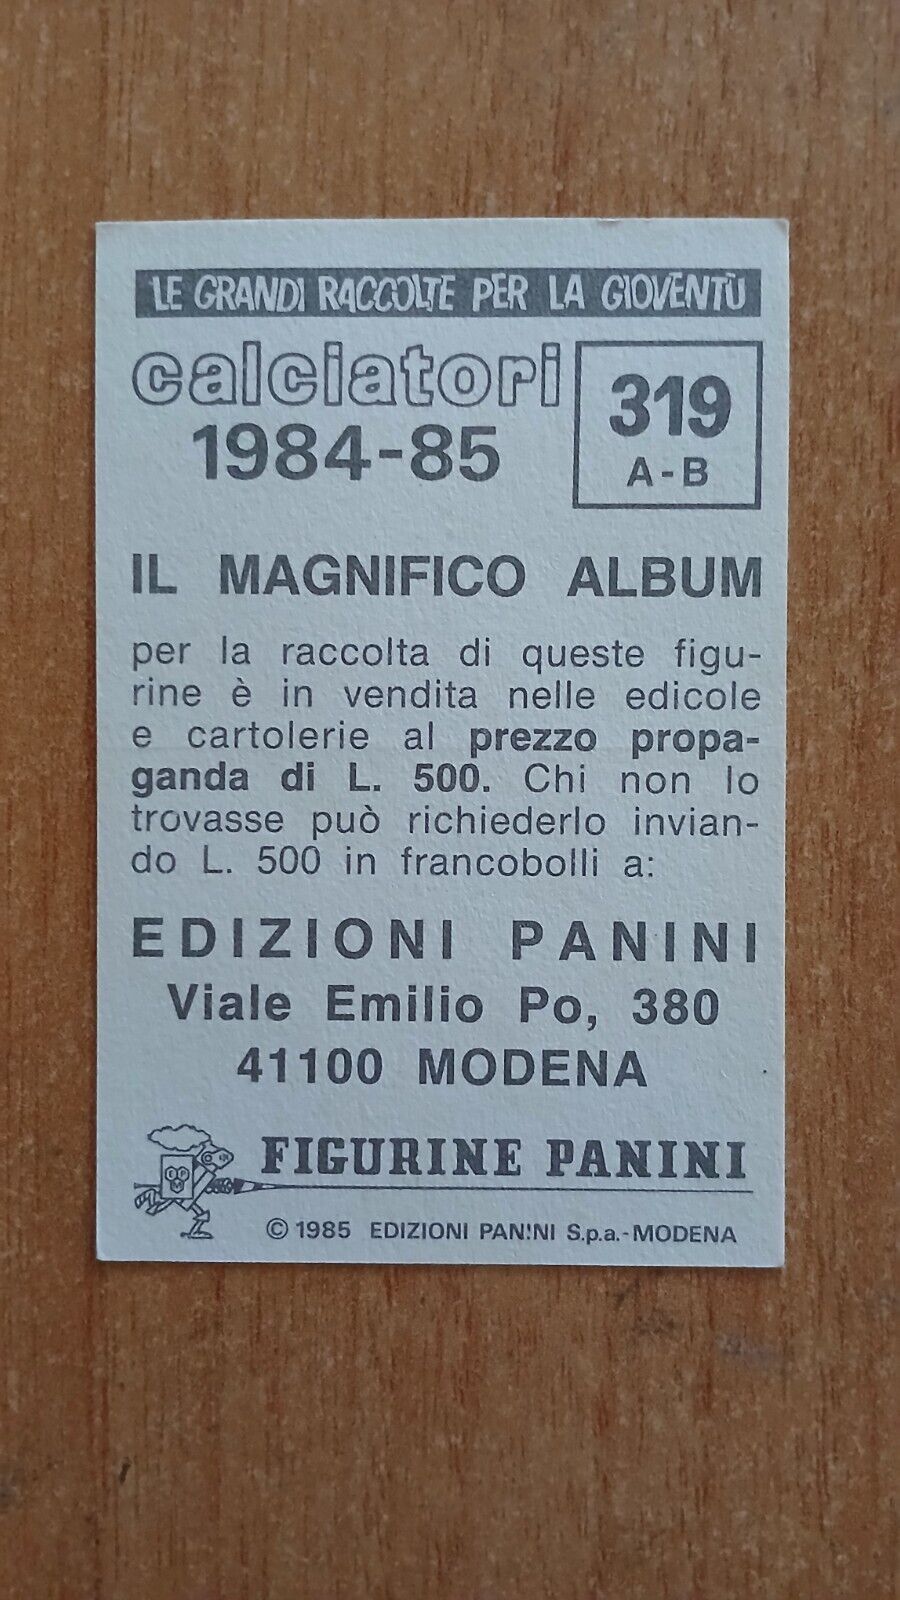 LE GRANDI RACCOLTE PER LA GIOVENTÙ
calciatori
1984-85
319
A-B
IL MAGNIFICO ALBUM
per la raccolta di queste figu-
rine è in vendita nelle edicole
e cartolerie al prezzo propa-
ganda di L. 500. Chi non lo
trovasse può richiederlo invian-
do L. 500 in francobolli a:
EDIZIONI PANINI
Viale Emilio Po, 380
41100 MODENA
FIGURINE PANINI
© 1985 EDIZIONI PANINI S.p.a.-MODENA